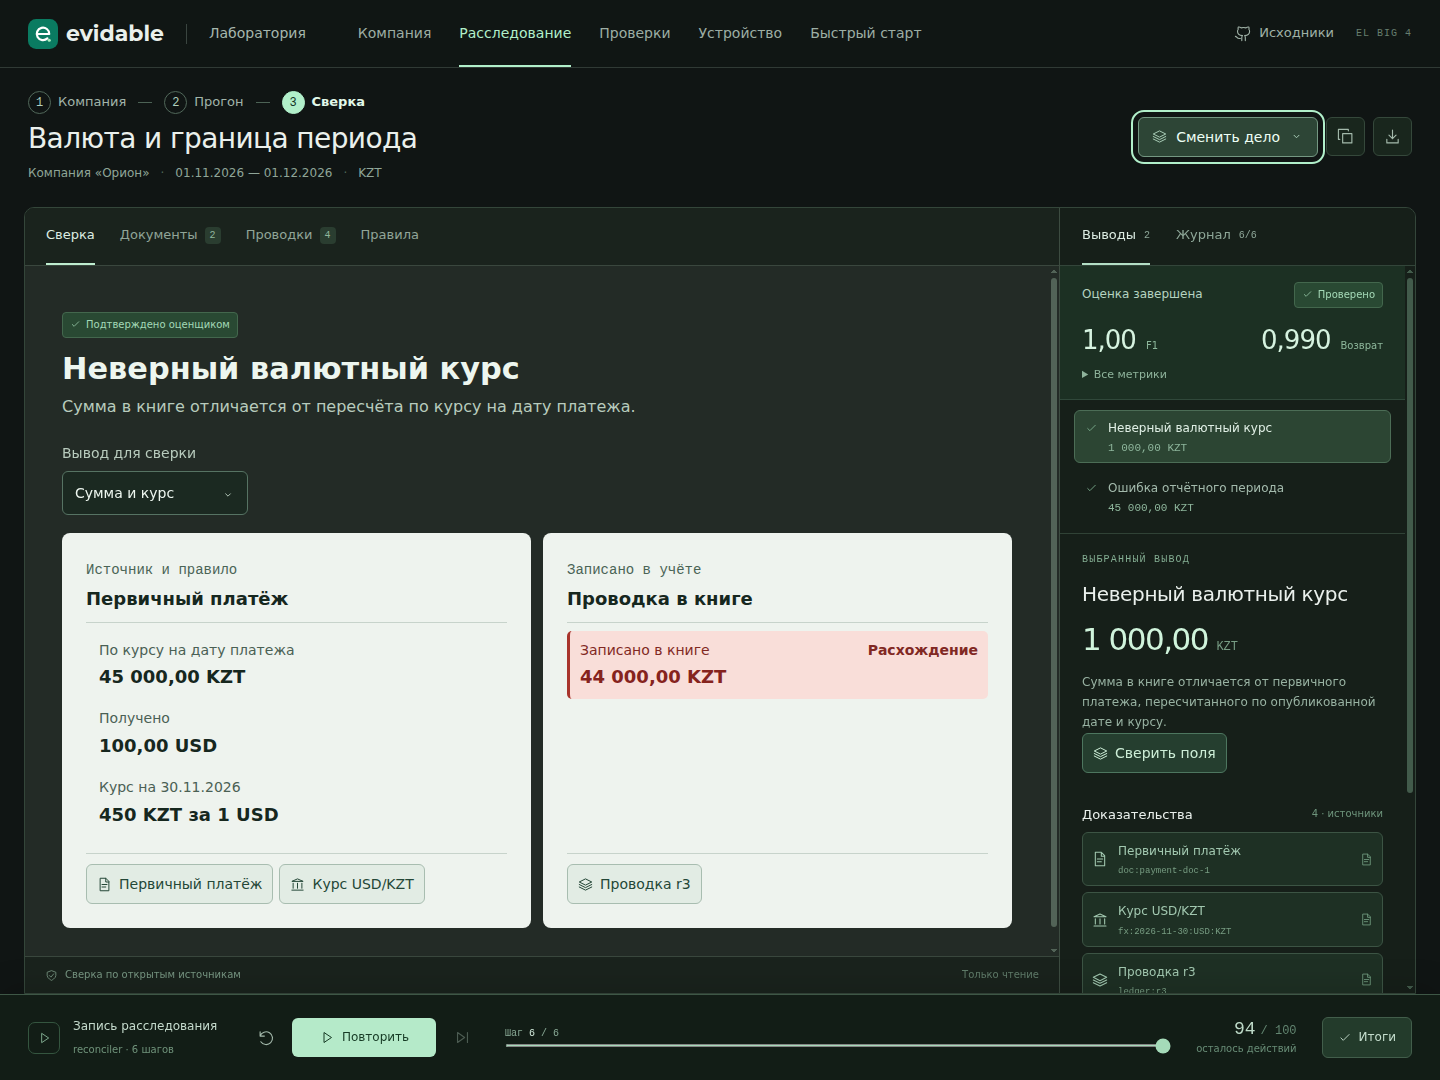 evidable
Лаборатория
Компания
Расследование
Проверки
Устройство
Быстрый старт
Исходники
EL BIG 4
1 Компания — 2 Прогон — 3 Сверка
Валюта и граница периода
Компания «Орион» · 01.11.2026 — 01.12.2026 · KZT
Сменить дело
Сверка
Документы 2
Проводки 4
Правила
Подтверждено оценщиком
Неверный валютный курс
Сумма в книге отличается от пересчёта по курсу на дату платежа.
Вывод для сверки
Сумма и курс
Источник и правило
Первичный платёж
По курсу на дату платежа
45 000,00 KZT
Получено
100,00 USD
Курс на 30.11.2026
450 KZT за 1 USD
Первичный платёж
Курс USD/KZT
Записано в учёте
Проводка в книге
Записано в книге
Расхождение
44 000,00 KZT
Проводка r3
Сверка по открытым источникам
Только чтение
Выводы 2
Журнал 6/6
Оценка завершена
Проверено
1,00 F1
0,990 Возврат
Все метрики
Неверный валютный курс
1 000,00 KZT
Ошибка отчётного периода
45 000,00 KZT
ВЫБРАННЫЙ ВЫВОД
Неверный валютный курс
1 000,00 KZT
Сумма в книге отличается от первичного
платежа, пересчитанного по опубликованной
дате и курсу.
Сверить поля
Доказательства
4 · источники
Первичный платёж
doc:payment-doc-1
Курс USD/KZT
fx:2026-11-30:USD:KZT
Проводка r3
ledger:r3
Запись расследования
reconciler · 6 шагов
Повторить
Шаг 6 / 6
94 / 100
осталось действий
Итоги